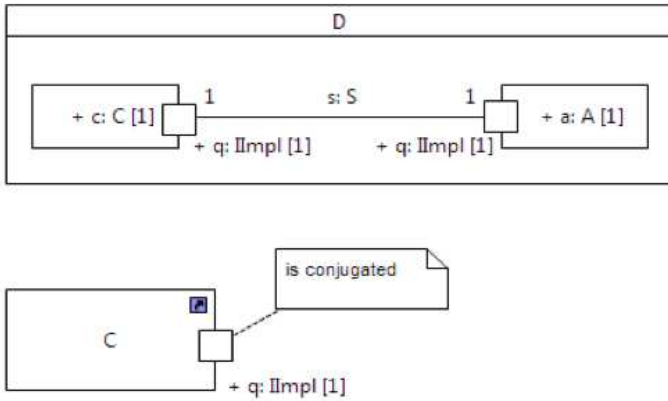 D
1 s: S 1
+ c: C [1] + a: A [1]
+ q: IImpl [1] + q: IImpl [1]
is conjugated
C
+ q: IImpl [1]